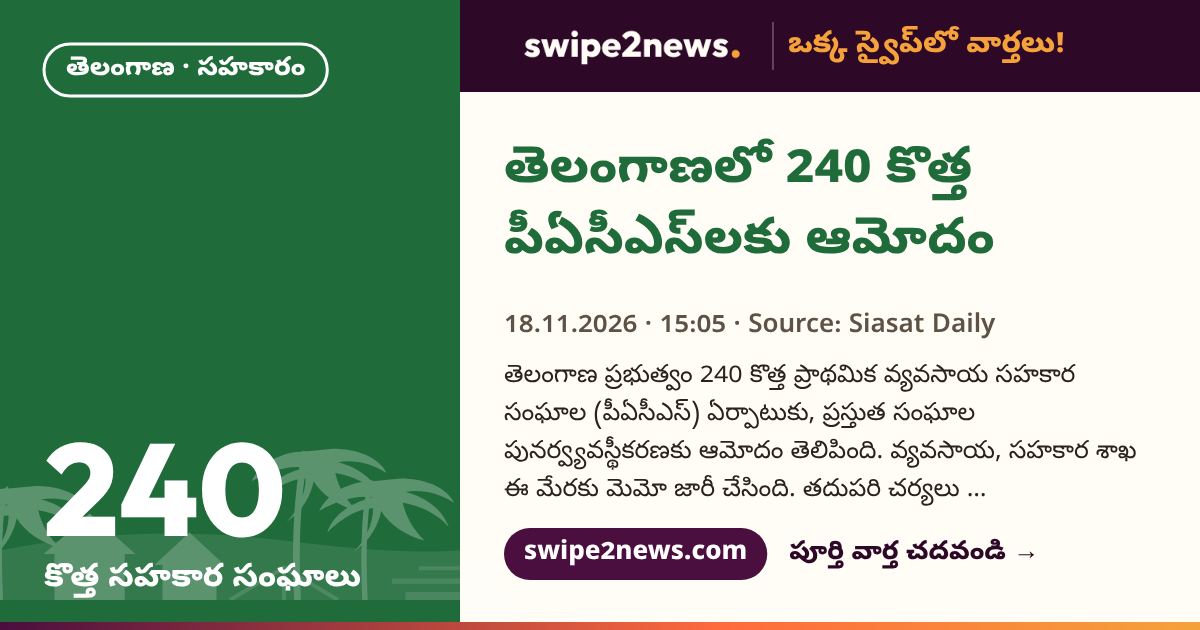 తెలంగాణ · సహకారం
240
కొత్త సహకార సంఘాలు
swipe2news.
ఒక్క స్వైప్‌లో వార్తలు!
తెలంగాణలో 240 కొత్త
పీఏసీఎస్‌లకు ఆమోదం
18.11.2026 · 15:05 · Source: Siasat Daily
తెలంగాణ ప్రభుత్వం 240 కొత్త ప్రాథమిక వ్యవసాయ సహకార
సంఘాల (పీఏసీఎస్) ఏర్పాటుకు, ప్రస్తుత సంఘాల
పునర్వ్యవస్థీకరణకు ఆమోదం తెలిపింది. వ్యవసాయ, సహకార శాఖ
ఈ మేరకు మెమో జారీ చేసింది. తదుపరి చర్యలు ...
swipe2news.com
పూర్తి వార్త చదవండి →